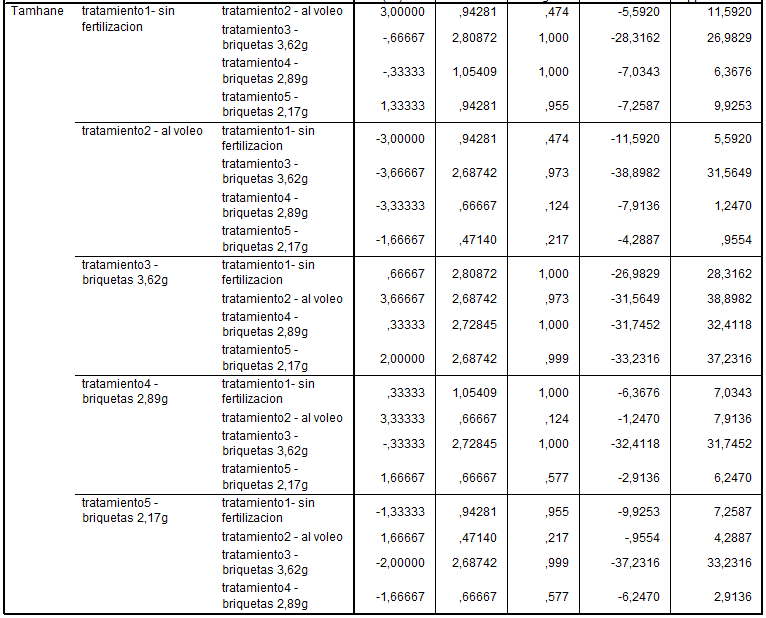 Tamhane tratamiento1- sin fertilizacion tratamiento2 - al voleo 3,00000 ,94281 ,474 -5,5920 11,5920
tratamiento3 - briquetas 3,62g -,66667 2,80872 1,000 -28,3162 26,9829
tratamiento4 - briquetas 2,89g -,33333 1,05409 1,000 -7,0343 6,3676
tratamiento5 - briquetas 2,17g 1,33333 ,94281 ,955 -7,2587 9,9253
tratamiento2 - al voleo tratamiento1- sin fertilizacion -3,00000 ,94281 ,474 -11,5920 5,5920
tratamiento3 - briquetas 3,62g -3,66667 2,68742 ,973 -38,8982 31,5649
tratamiento4 - briquetas 2,89g -3,33333 ,66667 ,124 -7,9136 1,2470
tratamiento5 - briquetas 2,17g -1,66667 ,47140 ,217 -4,2887 ,9554
tratamiento3 - briquetas 3,62g tratamiento1- sin fertilizacion ,66667 2,80872 1,000 -26,9829 28,3162
tratamiento2 - al voleo 3,66667 2,68742 ,973 -31,5649 38,8982
tratamiento4 - briquetas 2,89g ,33333 2,72845 1,000 -31,7452 32,4118
tratamiento5 - briquetas 2,17g 2,00000 2,68742 ,999 -33,2316 37,2316
tratamiento4 - briquetas 2,89g tratamiento1- sin fertilizacion ,33333 1,05409 1,000 -6,3676 7,0343
tratamiento2 - al voleo 3,33333 ,66667 ,124 -1,2470 7,9136
tratamiento3 - briquetas 3,62g -,33333 2,72845 1,000 -32,4118 31,7452
tratamiento5 - briquetas 2,17g 1,66667 ,66667 ,577 -2,9136 6,2470
tratamiento5 - briquetas 2,17g tratamiento1- sin fertilizacion -1,33333 ,94281 ,955 -9,9253 7,2587
tratamiento2 - al voleo 1,66667 ,47140 ,217 -,9554 4,2887
tratamiento3 - briquetas 3,62g -2,00000 2,68742 ,999 -37,2316 33,2316
tratamiento4 - briquetas 2,89g -1,66667 ,66667 ,577 -6,2470 2,9136